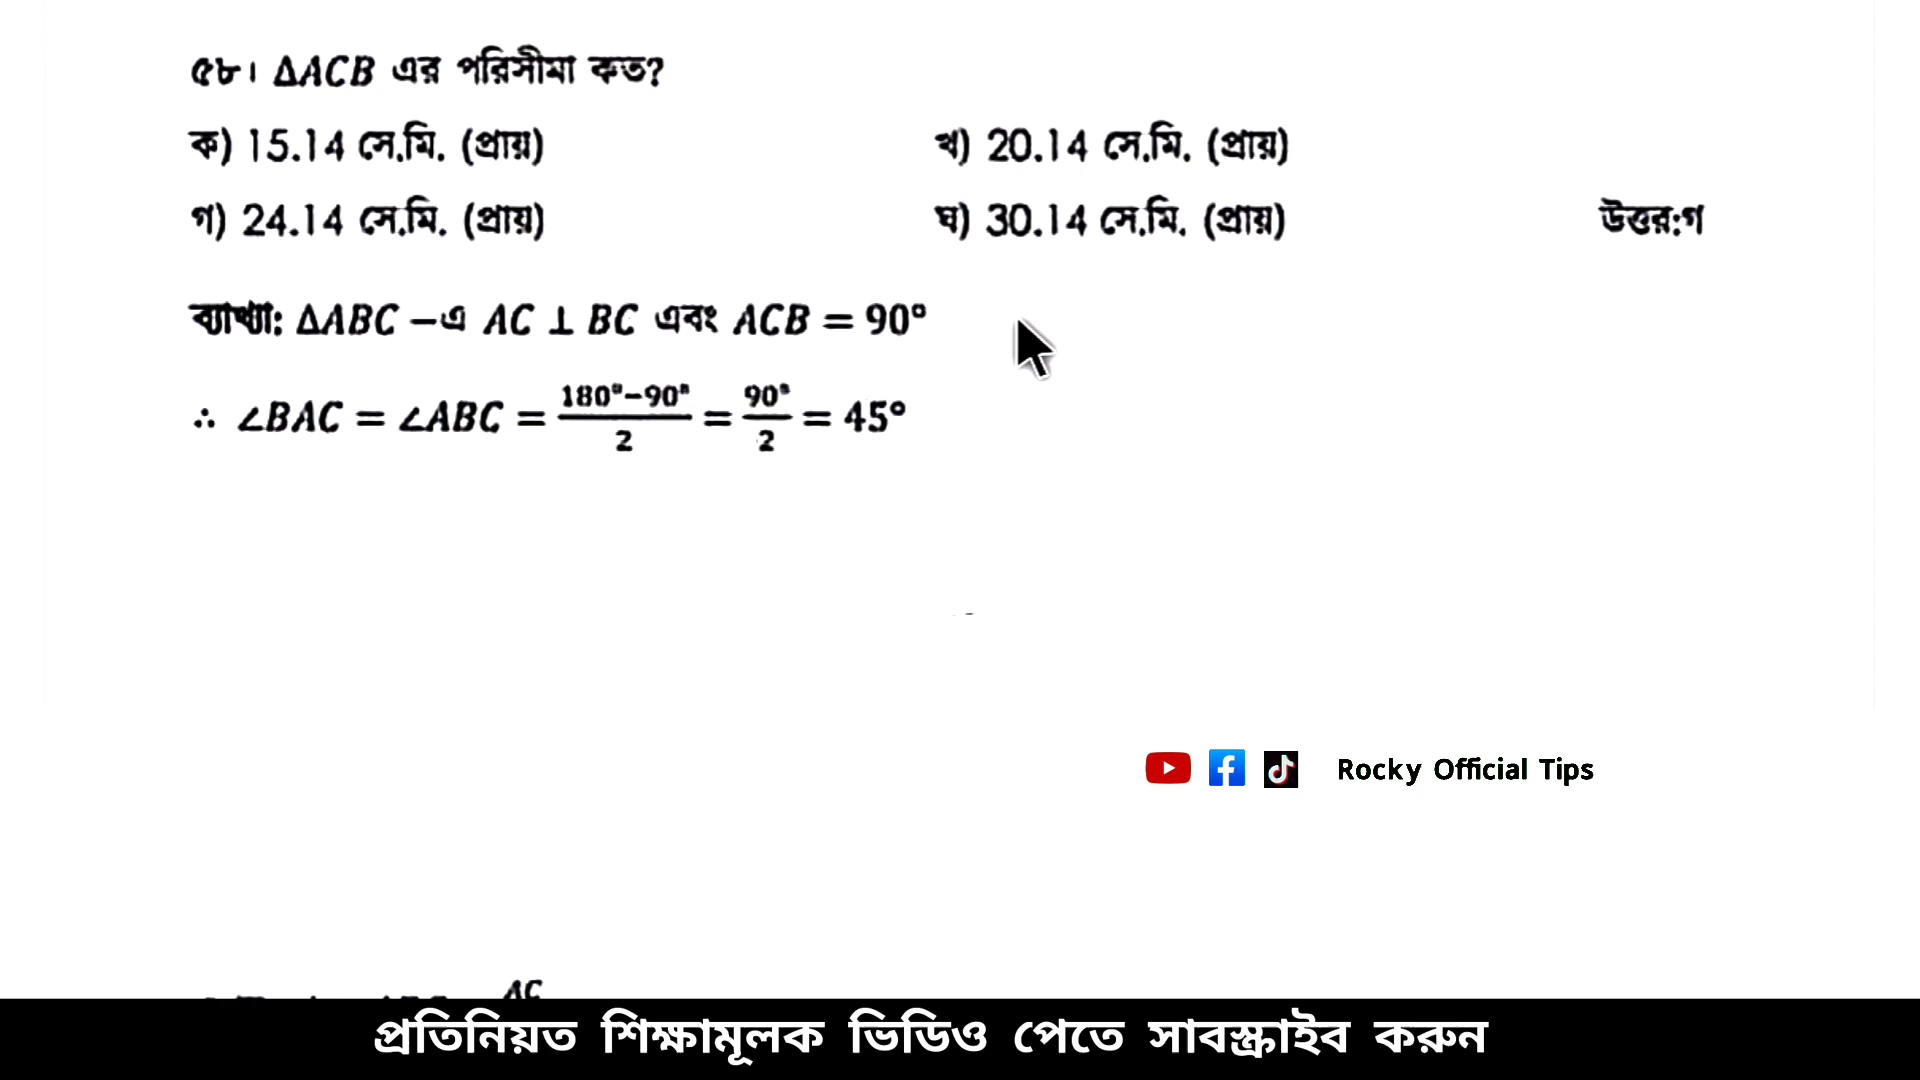 ৫৮। ΔACB এর পরিসীমা কত?
ক) 15.14 সে.মি. (প্রায়) খ) 20.14 সে.মি. (প্রায়)
গ) 24.14 সে.মি. (প্রায়) ঘ) 30.14 সে.মি. (প্রায়) উত্তর:গ
ব্যাখ্যা: ΔABC −এ AC ⊥ BC এবং ACB = 90°
∴ ∠BAC = ∠ABC = (180°−90°)/2 = 90°/2 = 45°
Rocky Official Tips
AC
প্রতিনিয়ত শিক্ষামূলক ভিডিও পেতে সাবস্ক্রাইব করুন